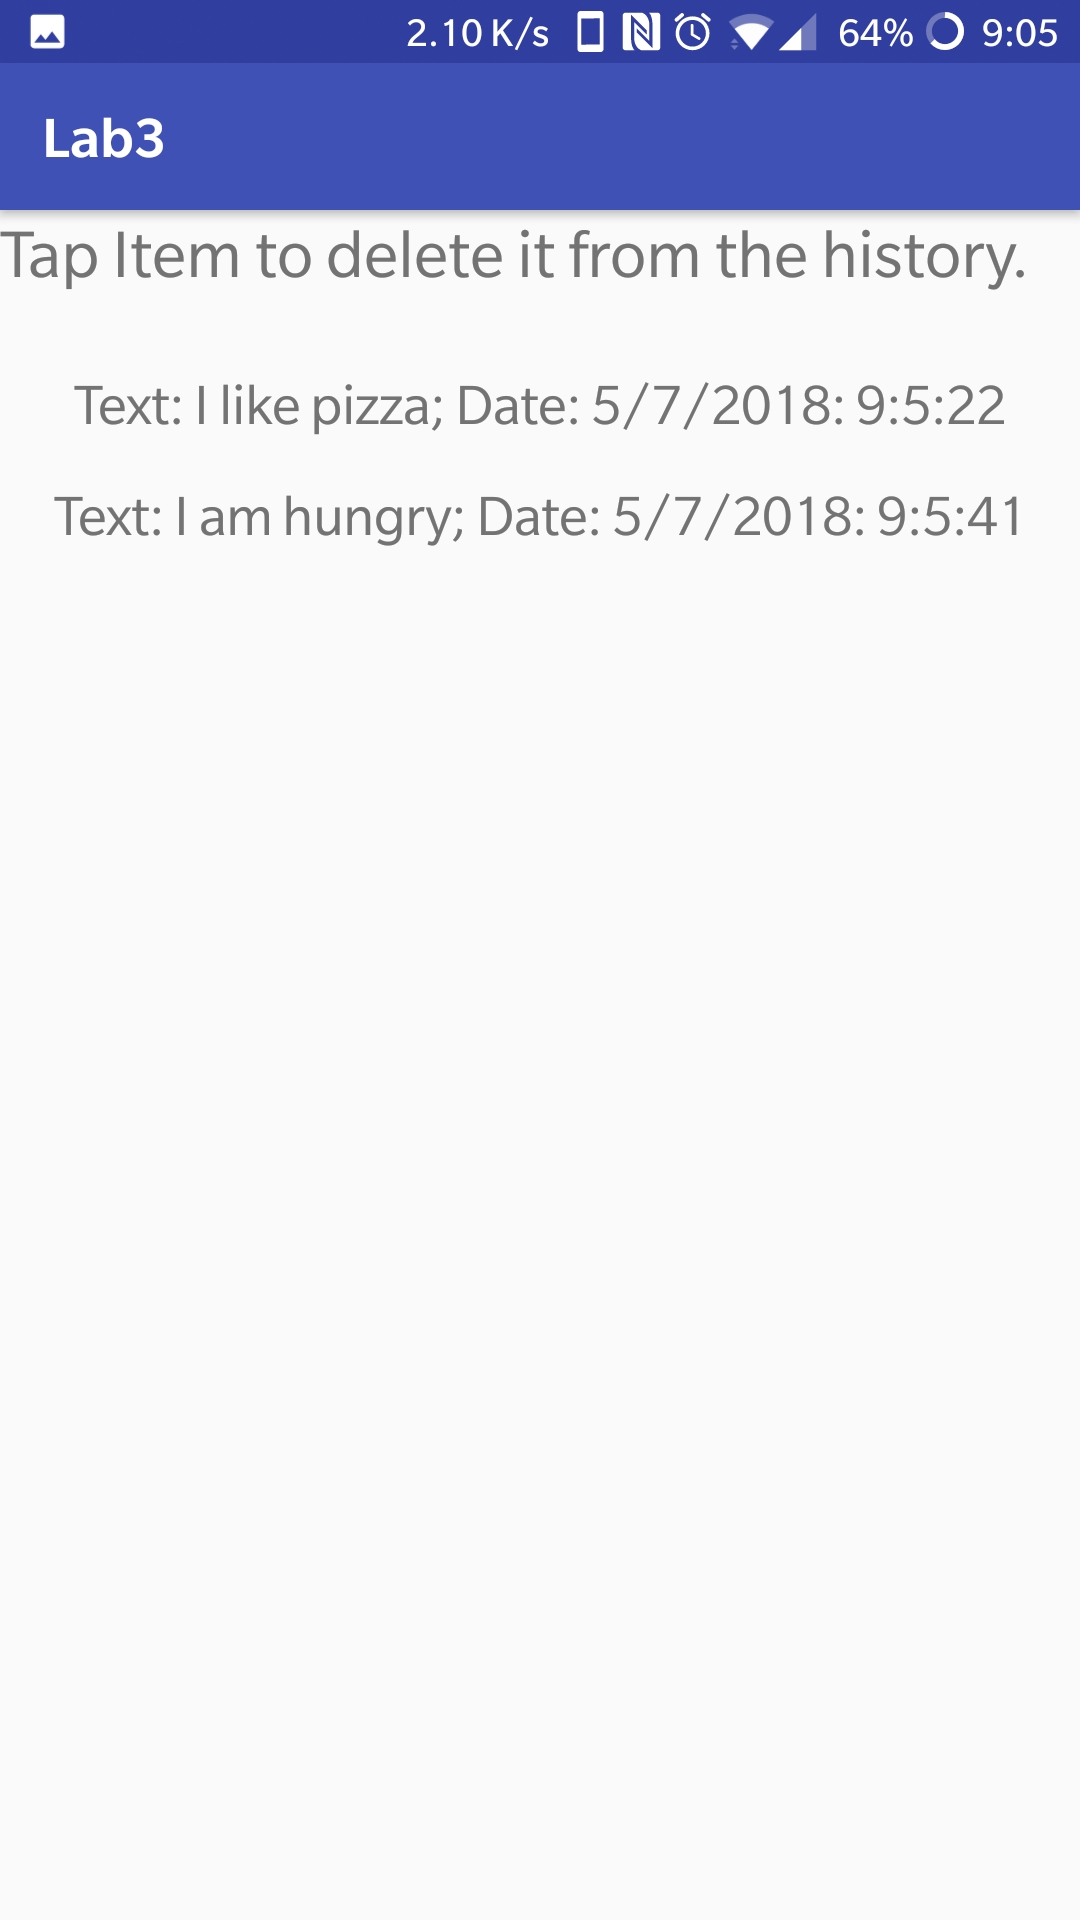 2.10 K/s 64% 9:05
Lab3
Tap Item to delete it from the history.
Text: I like pizza; Date: 5/7/2018: 9:5:22
Text: I am hungry; Date: 5/7/2018: 9:5:41